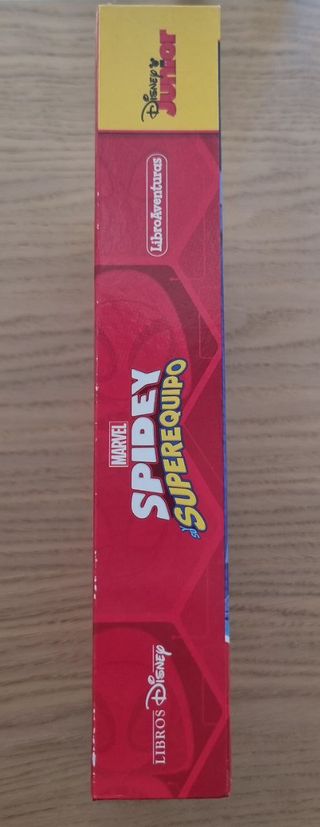 DISNEY
JUNIOR
LibroAventuras
MARVEL
SPIDEY
Y SU
SUPEREQUIPO
LIBROS DISNEY